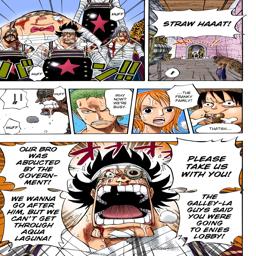 HUFF
HUFF
STRAW HAAAT!
HUFF
HUFF
WHY NOW? WE'RE BUSY.
...THE FRANKY FAMILY!
THAT'S...
OUR BRO
WAS
ABDUCTED
BY THE
GOVERN-
MENT!
WE WANNA
GO AFTER
HIM, BUT WE
CAN'T GET
THROUGH
AQUA
LAGUNA!
PLEASE
TAKE US
WITH YOU!
THE
GALLEY-LA
GUYS SAID YOU
WERE GOING
TO ENIES
LOBBY!